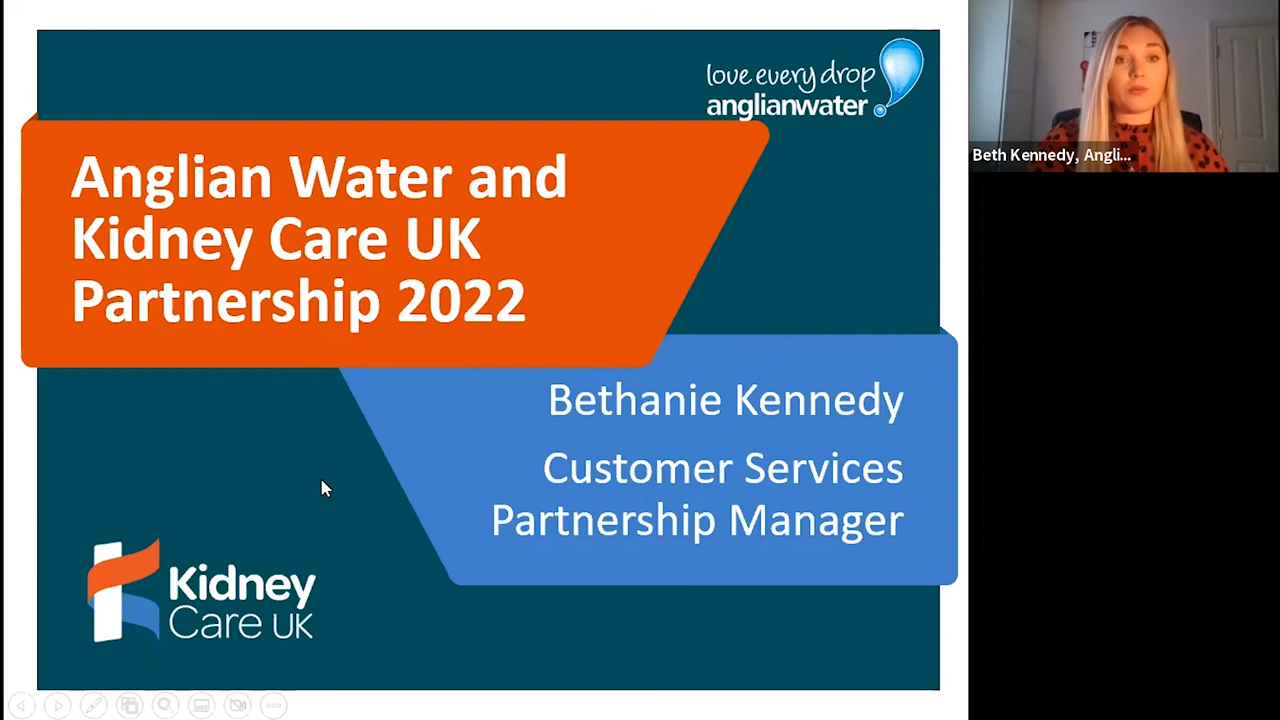 love every drop
anglianwater
Anglian Water and
Kidney Care UK
Partnership 2022
Bethanie Kennedy
Customer Services
Partnership Manager
Kidney
Care UK
Beth Kennedy, Angli...